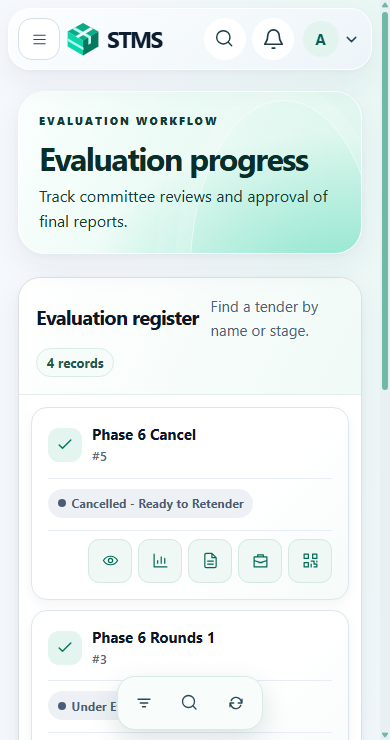 STMS
A
EVALUATION WORKFLOW
Evaluation progress
Track committee reviews and approval of
final reports.
Evaluation register
Find a tender by
name or stage.
4 records
Phase 6 Cancel
#5
Cancelled - Ready to Retender
Phase 6 Rounds 1
#3
Under E